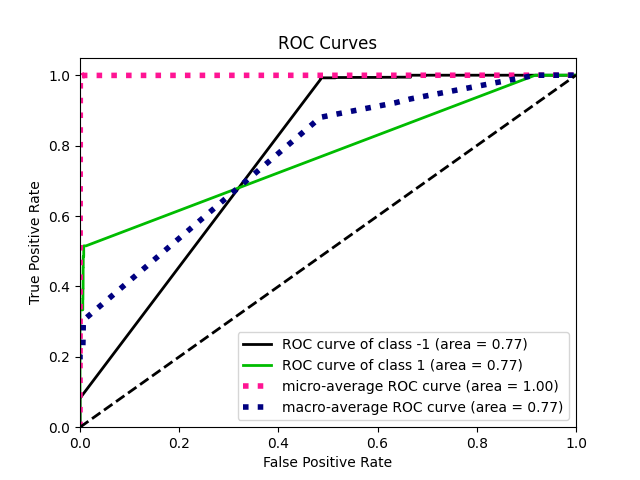 ROC Curves
1.0
0.8
0.6
0.4
0.2
0.0
True Positive Rate
ROC curve of class -1 (area = 0.77)
ROC curve of class 1 (area = 0.77)
micro-average ROC curve (area = 1.00)
macro-average ROC curve (area = 0.77)
0.0 0.2 0.4 0.6 0.8 1.0
False Positive Rate